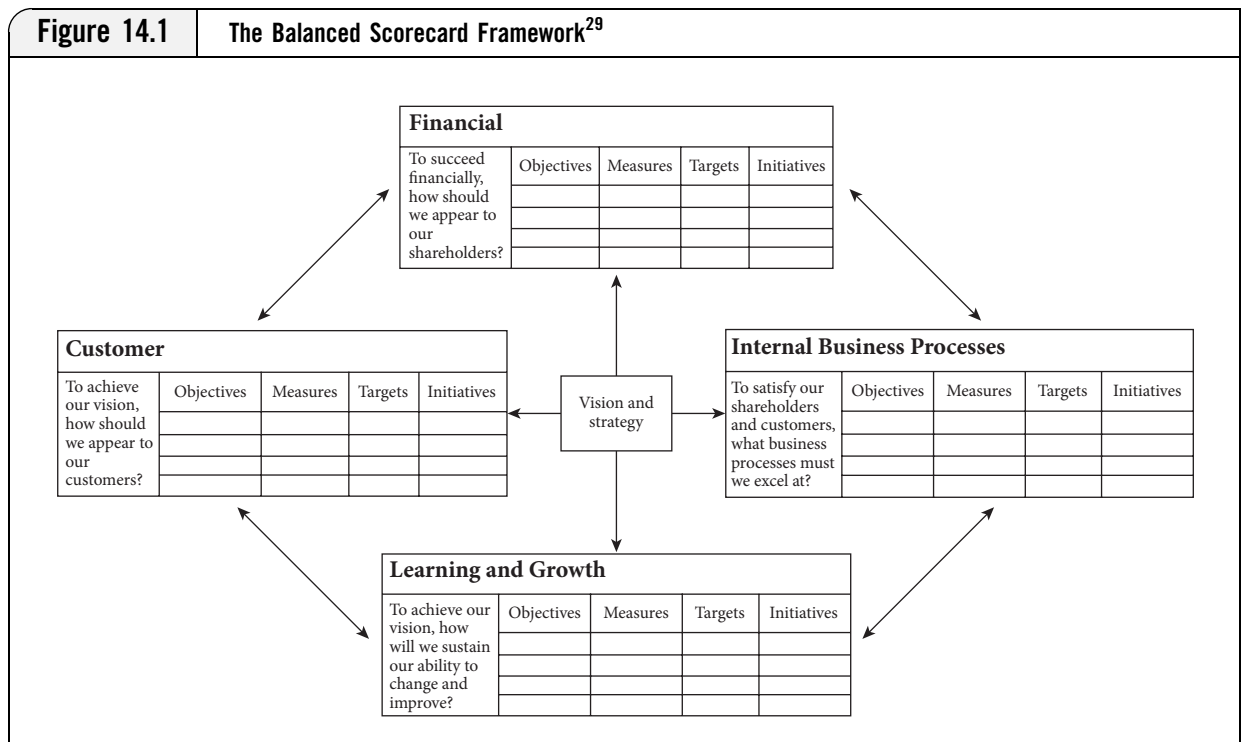 Figure 14.1 The Balanced Scorecard Framework29
Financial
To succeed
financially,
how should
we appear to
our
shareholders?
Objectives Measures Targets Initiatives
Customer
To achieve
our vision,
how should
we appear to
our
customers?
Objectives Measures Targets Initiatives
Vision and
strategy
Internal Business Processes
To satisfy our
shareholders
and customers,
what business
processes must
we excel at?
Objectives Measures Targets Initiatives
Learning and Growth
To achieve our
vision, how
will we sustain
our ability to
change and
improve?
Objectives Measures Targets Initiatives